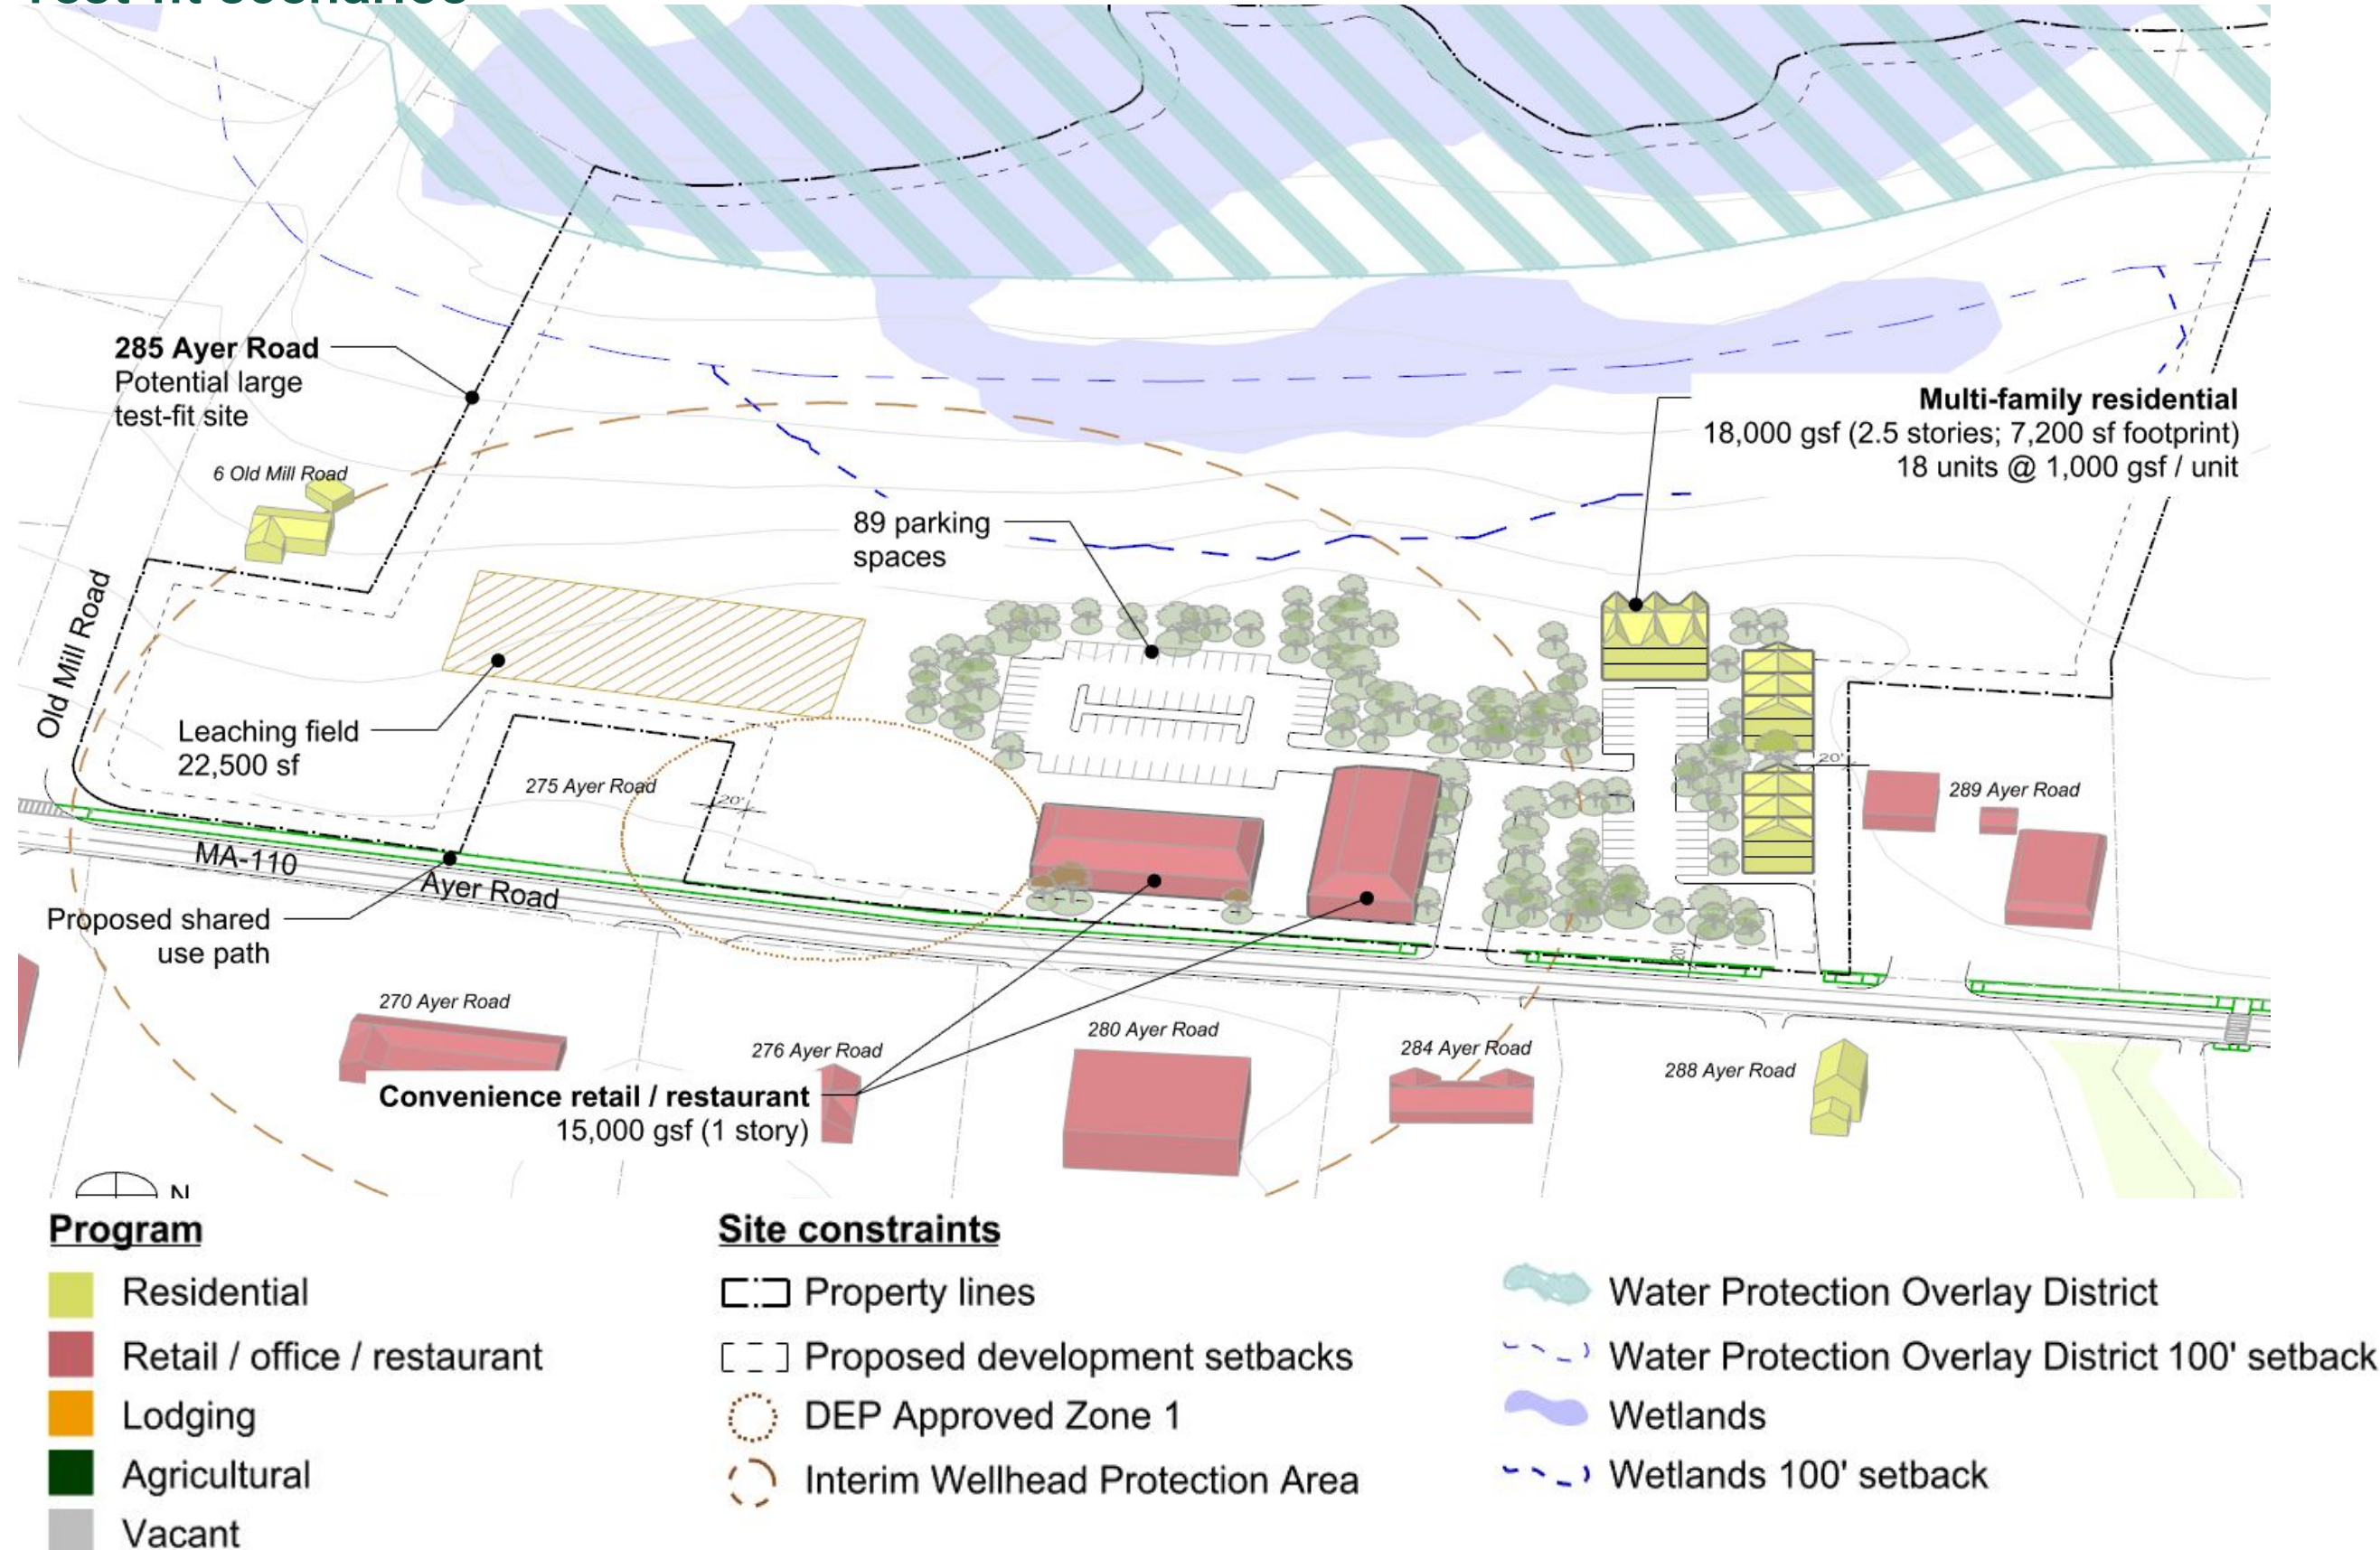 Test-fit scenarios
285 Ayer Road
Potential large
test-fit site
6 Old Mill Road
Multi-family residential
18,000 gsf (2.5 stories; 7,200 sf footprint)
18 units @ 1,000 gsf / unit
89 parking
spaces
Old Mill Road
Leaching field
22,500 sf
275 Ayer Road
20'
20'
289 Ayer Road
MA-110
Ayer Road
Proposed shared
use path
20'
270 Ayer Road
276 Ayer Road
280 Ayer Road
284 Ayer Road
288 Ayer Road
Convenience retail / restaurant
15,000 gsf (1 story)
N
Program
Residential
Retail / office / restaurant
Lodging
Agricultural
Vacant
Site constraints
Property lines
Proposed development setbacks
DEP Approved Zone 1
Interim Wellhead Protection Area
Water Protection Overlay District
Water Protection Overlay District 100' setback
Wetlands
Wetlands 100' setback